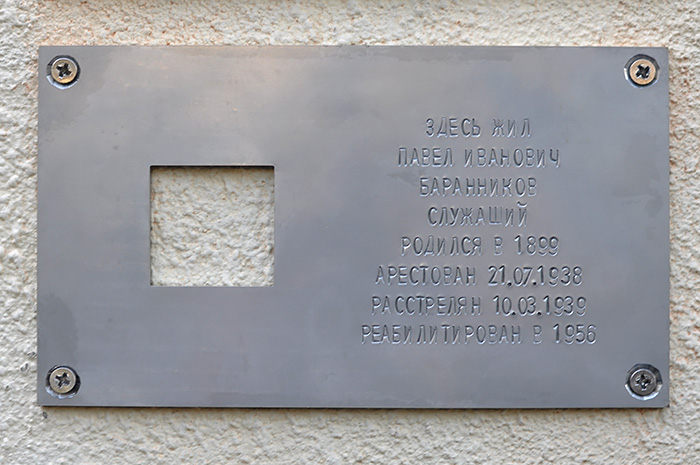 ЗДЕСЬ ЖИЛ
ПАВЕЛ ИВАНОВИЧ
БАРАННИКОВ
СЛУЖАЩИЙ
РОДИЛСЯ В 1899
АРЕСТОВАН 21.07.1938
РАССТРЕЛЯН 10.03.1939
РЕАБИЛИТИРОВАН В 1956